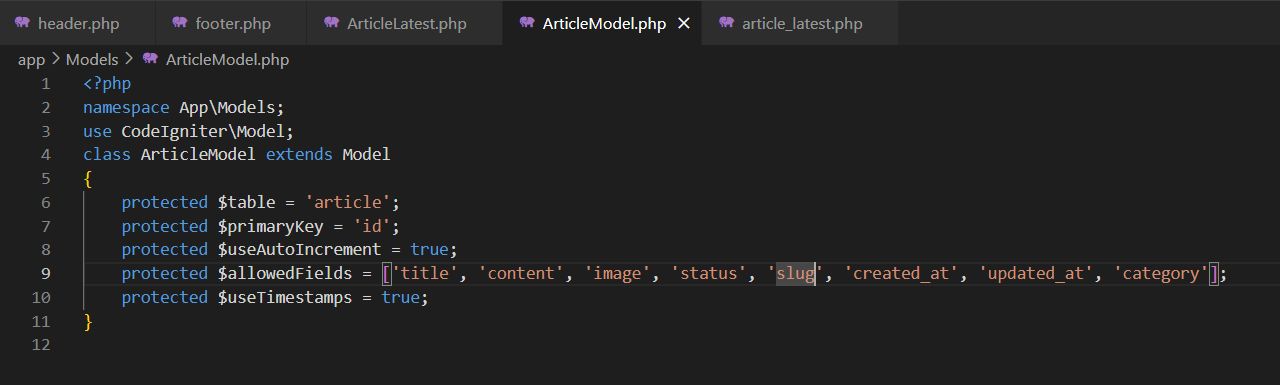 header.php footer.php ArticleLatest.php ArticleModel.php article_latest.php
app > Models > ArticleModel.php
1 <?php
2 namespace App\Models;
3 use CodeIgniter\Model;
4 class ArticleModel extends Model
5 {
6 protected $table = 'article';
7 protected $primaryKey = 'id';
8 protected $useAutoIncrement = true;
9 protected $allowedFields = ['title', 'content', 'image', 'status', 'slug', 'created_at', 'updated_at', 'category'];
10 protected $useTimestamps = true;
11 }
12